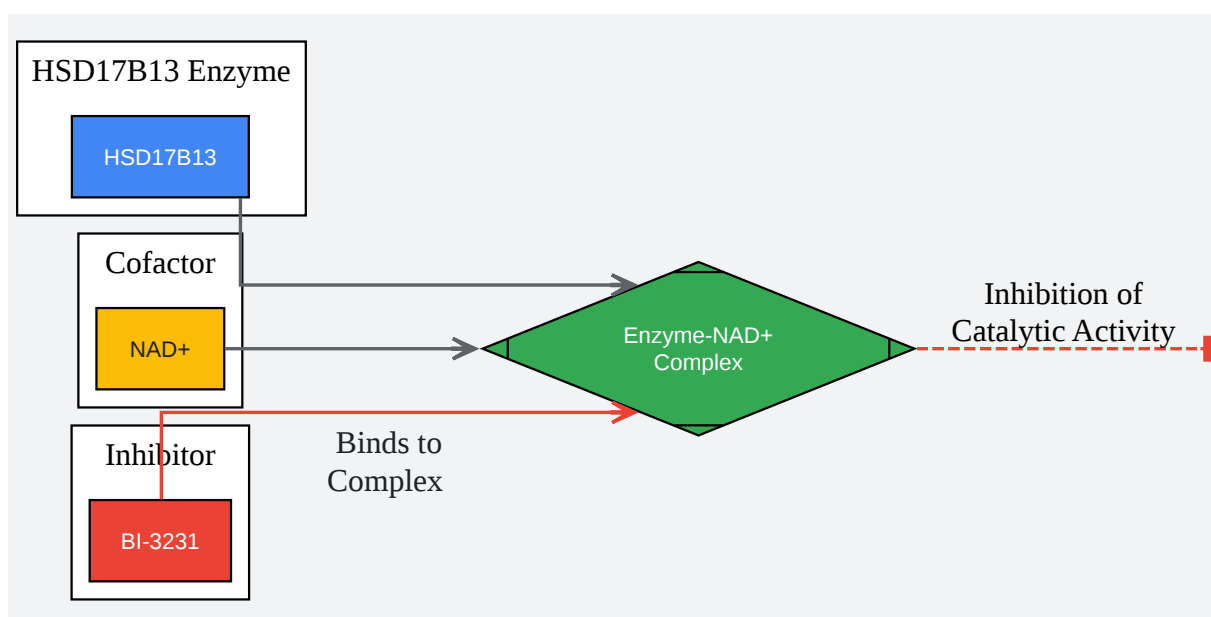 HSD17B13 Enzyme
HSD17B13
Cofactor
NAD+
Inhibitor
BI-3231
Binds to
Complex
Enzyme-NAD+
Complex
Inhibition of
Catalytic Activity